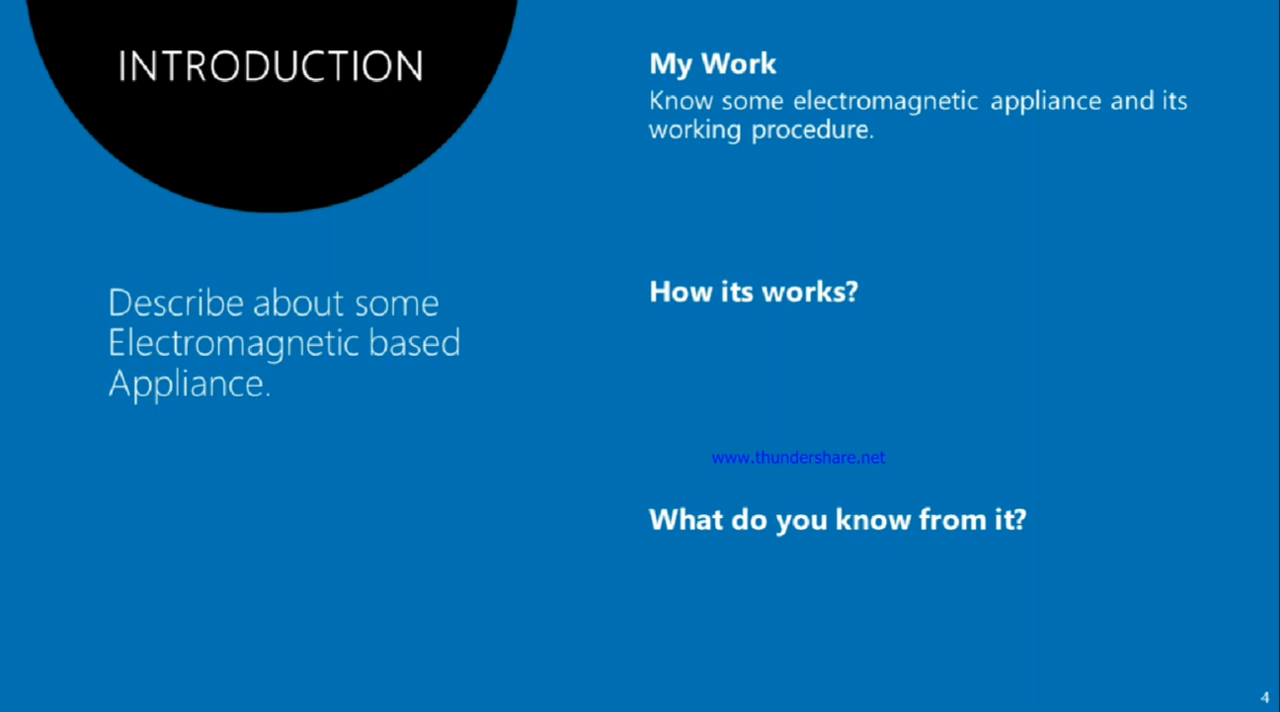 INTRODUCTION
Describe about some
Electromagnetic based
Appliance.
My Work
Know some electromagnetic appliance and its
working procedure.
How its works?
www.thundershare.net
What do you know from it?
4